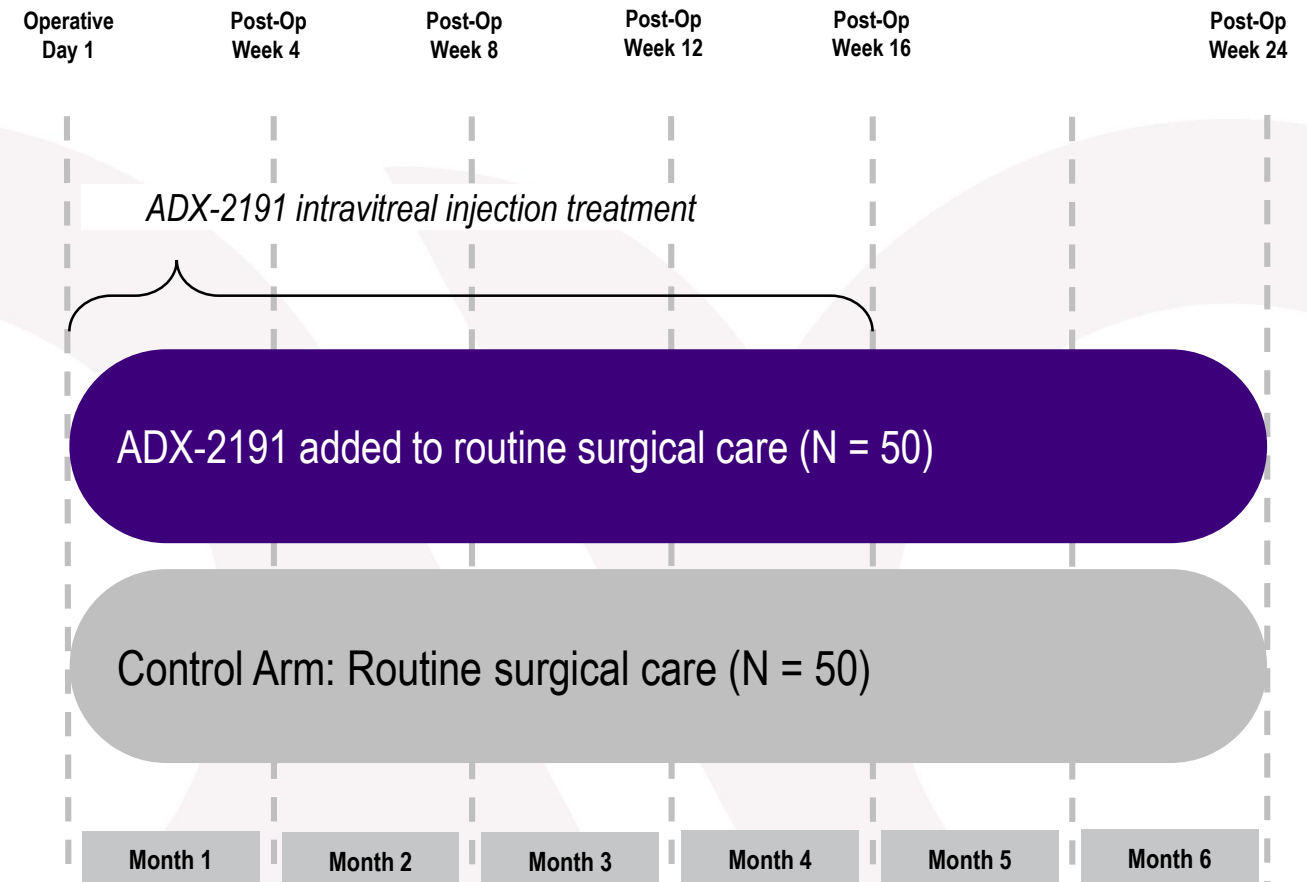 Operative
Day 1
Post-Op
Week 4
Post-Op
Week 8
Post-Op
Week 12
Post-Op
Week 16
Post-Op
Week 24
ADX-2191 intravitreal injection treatment
ADX-2191 added to routine surgical care (N = 50)
Control Arm: Routine surgical care (N = 50)
Month 1
Month 2
Month 3
Month 4
Month 5
Month 6